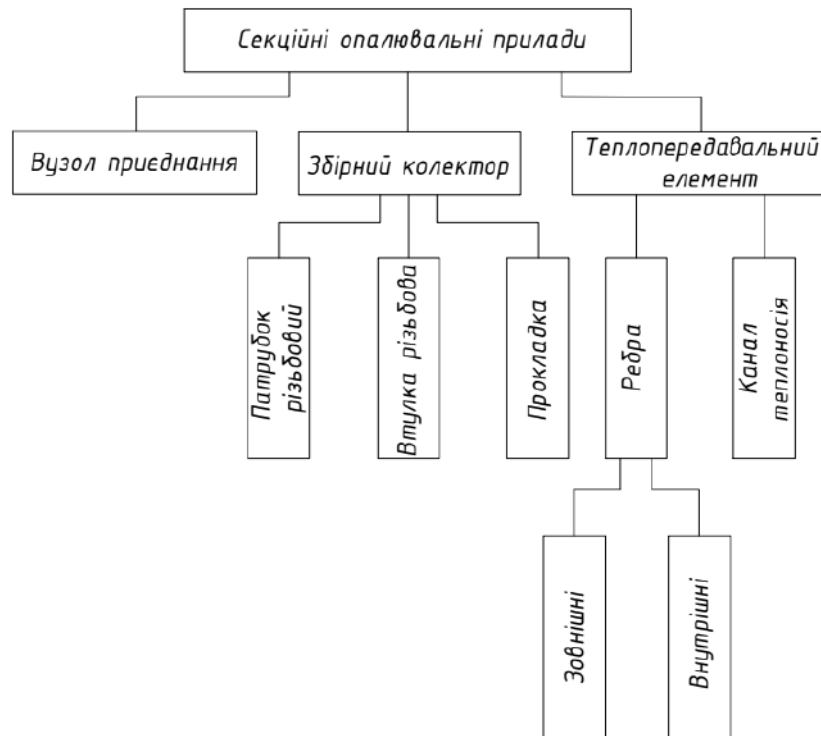 Секційні опалювальні прилади
Вузол приєднання
Збірний колектор
Теплопередавальний
елемент
Патрубок
різьбовий
Втулка різьбова
Прокладка
Ребра
Канал
теплоносія
Зовнішні
Внутрішні